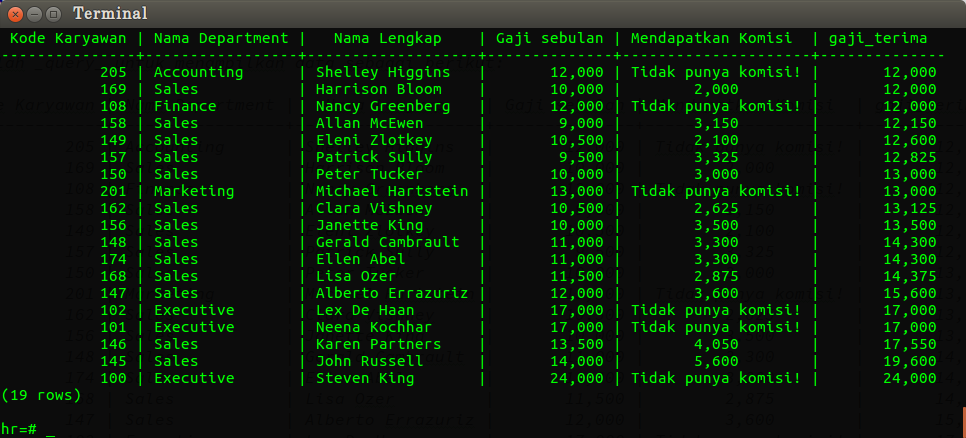 Terminal
Kode Karyawan | Nama Department | Nama Lengkap | Gaji sebulan | Mendapatkan Komisi | gaji_terima
--------------+-----------------+-------------------+--------------+---------------------+--------------
205 | Accounting | Shelley Higgins | 12,000 | Tidak punya komisi! | 12,000
169 | Sales | Harrison Bloom | 10,000 | 2,000 | 12,000
108 | Finance | Nancy Greenberg | 12,000 | Tidak punya komisi! | 12,000
158 | Sales | Allan McEwen | 9,000 | 3,150 | 12,150
149 | Sales | Eleni Zlotkey | 10,500 | 2,100 | 12,600
157 | Sales | Patrick Sully | 9,500 | 3,325 | 12,825
150 | Sales | Peter Tucker | 10,000 | 3,000 | 13,000
201 | Marketing | Michael Hartstein | 13,000 | Tidak punya komisi! | 13,000
162 | Sales | Clara Vishney | 10,500 | 2,625 | 13,125
156 | Sales | Janette King | 10,000 | 3,500 | 13,500
148 | Sales | Gerald Cambrault | 11,000 | 3,300 | 14,300
174 | Sales | Ellen Abel | 11,000 | 3,300 | 14,300
168 | Sales | Lisa Ozer | 11,500 | 2,875 | 14,375
147 | Sales | Alberto Errazuriz | 12,000 | 3,600 | 15,600
102 | Executive | Lex De Haan | 17,000 | Tidak punya komisi! | 17,000
101 | Executive | Neena Kochhar | 17,000 | Tidak punya komisi! | 17,000
146 | Sales | Karen Partners | 13,500 | 4,050 | 17,550
145 | Sales | John Russell | 14,000 | 5,600 | 19,600
100 | Executive | Steven King | 24,000 | Tidak punya komisi! | 24,000
(19 rows)
hr=# _